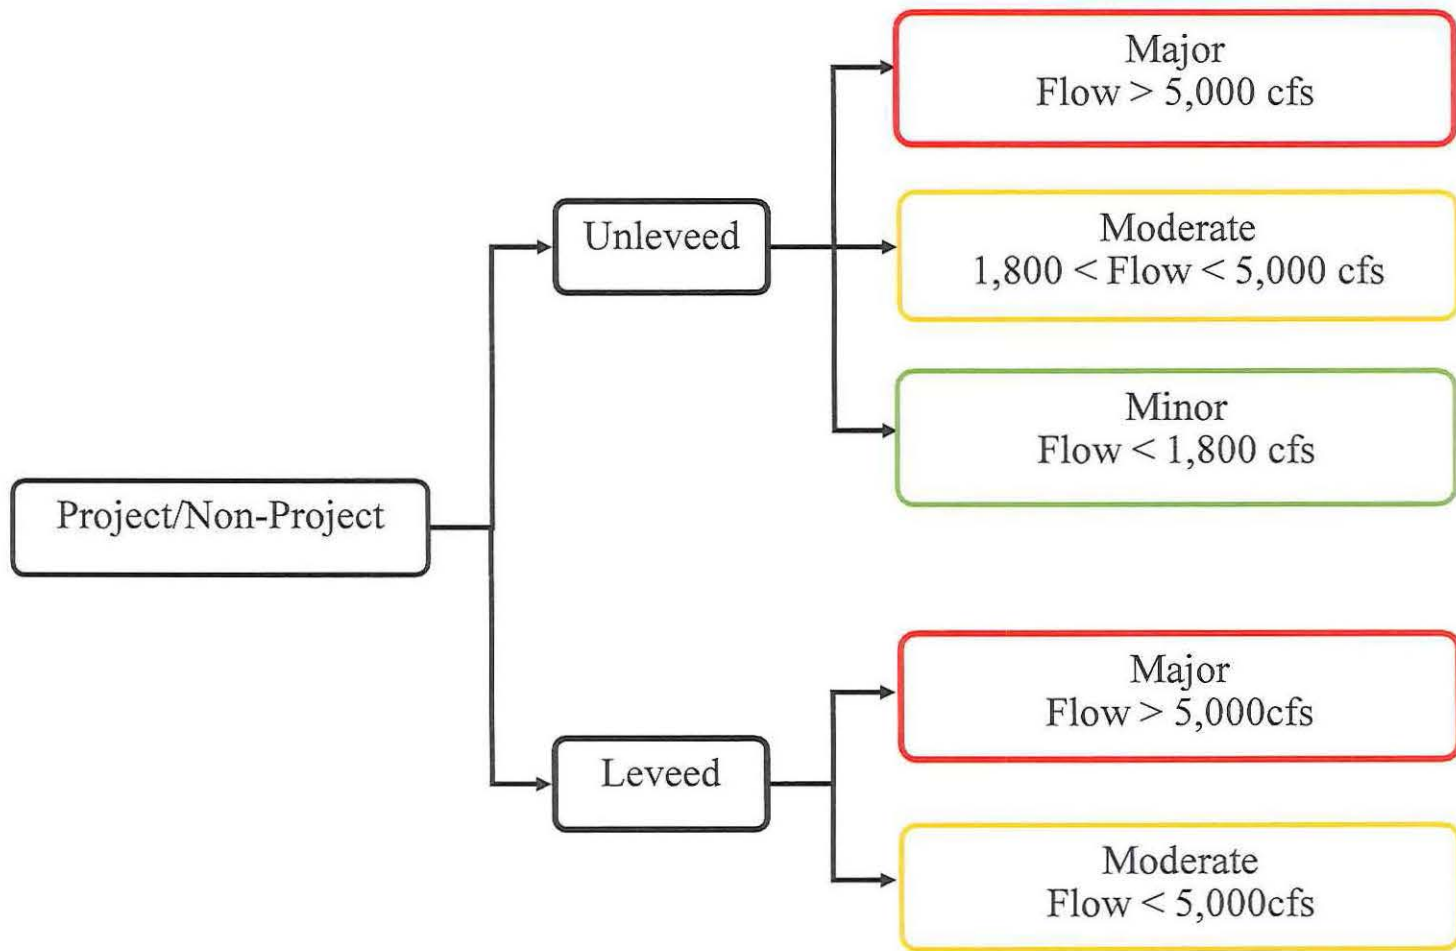 Major
Flow > 5,000 cfs
Unleveed
Moderate
1,800 < Flow < 5,000 cfs
Minor
Flow < 1,800 cfs
Project/Non-Project
Major
Flow > 5,000cfs
Leveed
Moderate
Flow < 5,000cfs